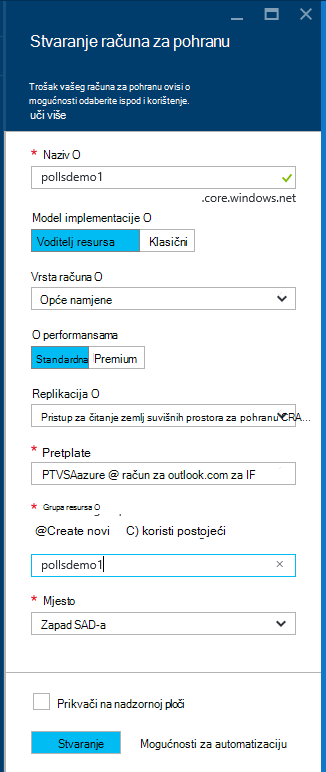 Stvaranje računa za pohranu
Trošak vašeg računa za pohranu ovisi o
mogućnosti odaberite ispod i korištenje.
uči više
* Naziv O
pollsdemo1
.core.windows.net
Model implementacije O
Voditelj resursa Klasični
Vrsta računa O
Opće namjene
O performansama
Standardna Premium
Replikacija O
Pristup za čitanje zemlj suvišnih prostora za pohranu CRA...
* Pretplate
PTVSAazure @ račun za outlook.com za IF
* Grupa resursa O
@Create novi C) koristi postojeći
pollsdemo1
* Mjesto
Zapad SAD-a
Prikvači na nadzornoj ploči
Stvaranje Mogućnosti za automatizaciju